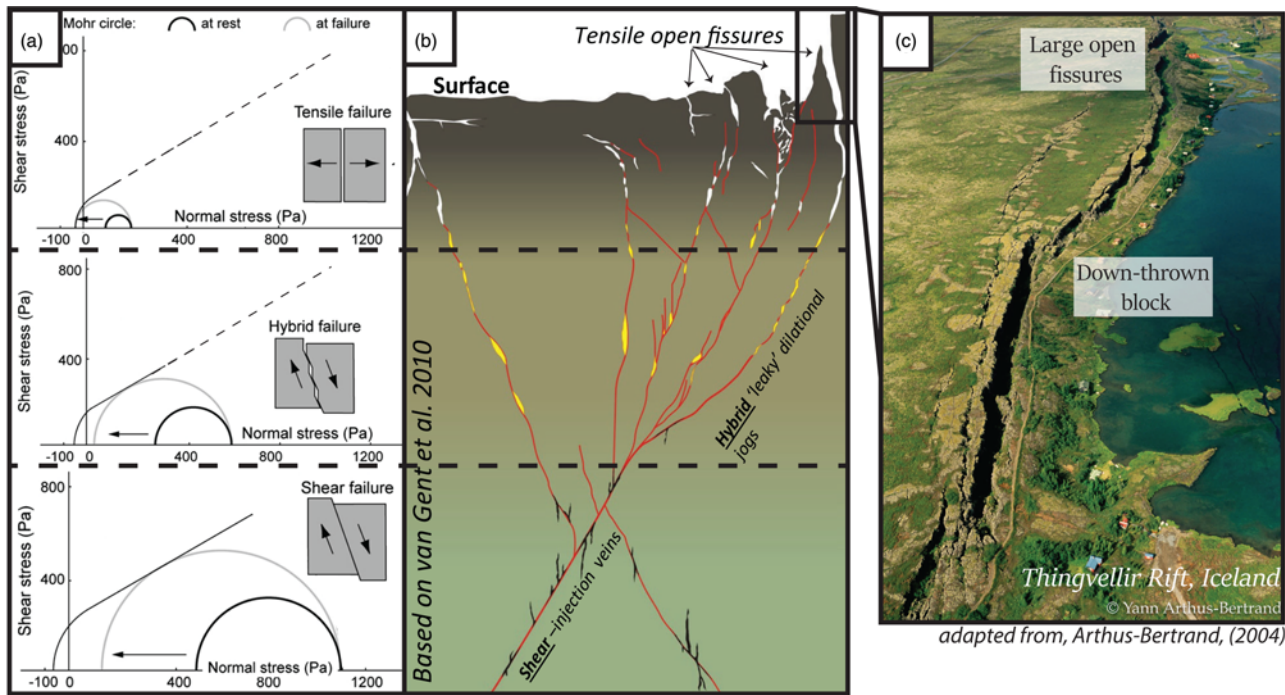 (a)
Mohr circle:
at rest
at failure
800
400
Shear stress (Pa)
Tensile failure
Normal stress (Pa)
-100
0
400
800
1200
800
400
Shear stress (Pa)
Hybrid failure
Normal stress (Pa)
-100
0
400
800
1200
800
400
Shear stress (Pa)
Shear failure
Normal stress (Pa)
-100
0
400
800
1200
(b)
Tensile open fissures
Surface
Based on van Gent et al. 2010
Hybrid 'leaky' dilational
jogs
Shear –injection veins
(c)
Large open
fissures
Down-thrown
block
Thingvellir Rift, Iceland
© Yann Arthus-Bertrand
adapted from, Arthus-Bertrand, (2004)